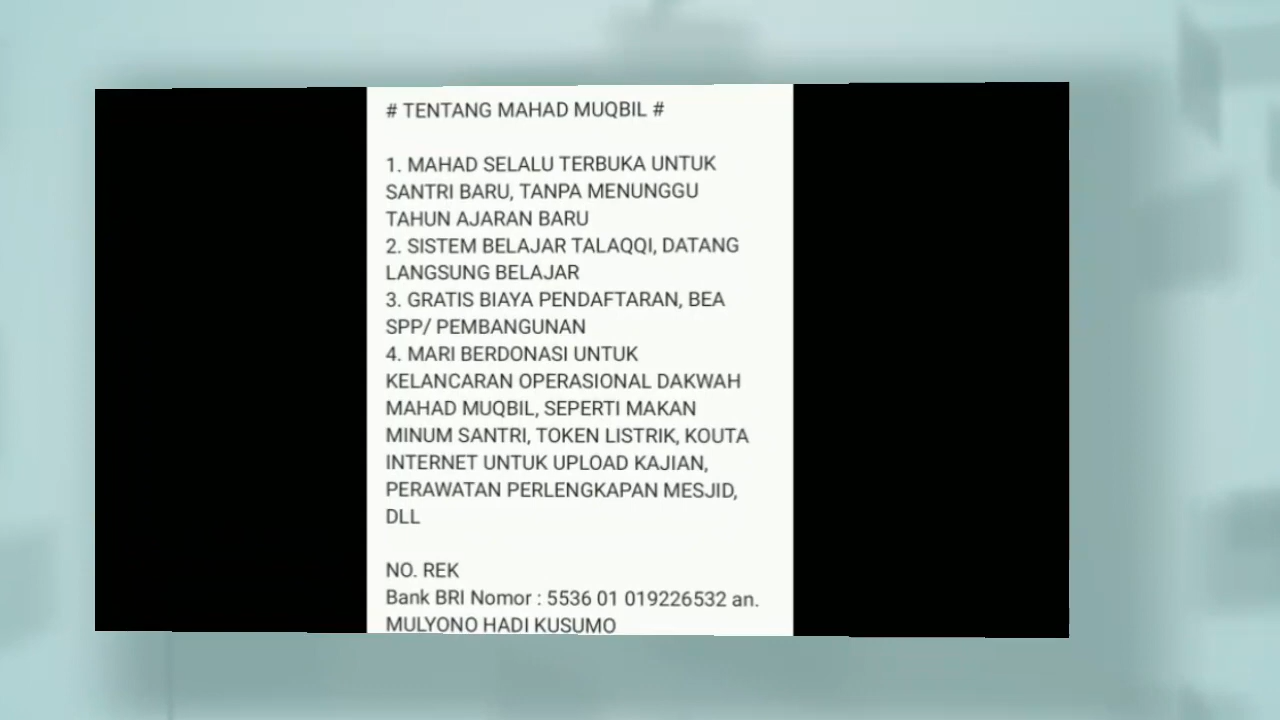 # TENTANG MAHAD MUQBIL #
1. MAHAD SELALU TERBUKA UNTUK
SANTRI BARU, TANPA MENUNGGU
TAHUN AJARAN BARU
2. SISTEM BELAJAR TALAQQI, DATANG
LANGSUNG BELAJAR
3. GRATIS BIAYA PENDAFTARAN, BEA
SPP/ PEMBANGUNAN
4. MARI BERDONASI UNTUK
KELANCARAN OPERASIONAL DAKWAH
MAHAD MUQBIL, SEPERTI MAKAN
MINUM SANTRI, TOKEN LISTRIK, KOUTA
INTERNET UNTUK UPLOAD KAJIAN,
PERAWATAN PERLENGKAPAN MESJID,
DLL
NO. REK
Bank BRI Nomor : 5536 01 019226532 an.
MULYONO HADI KUSUMO